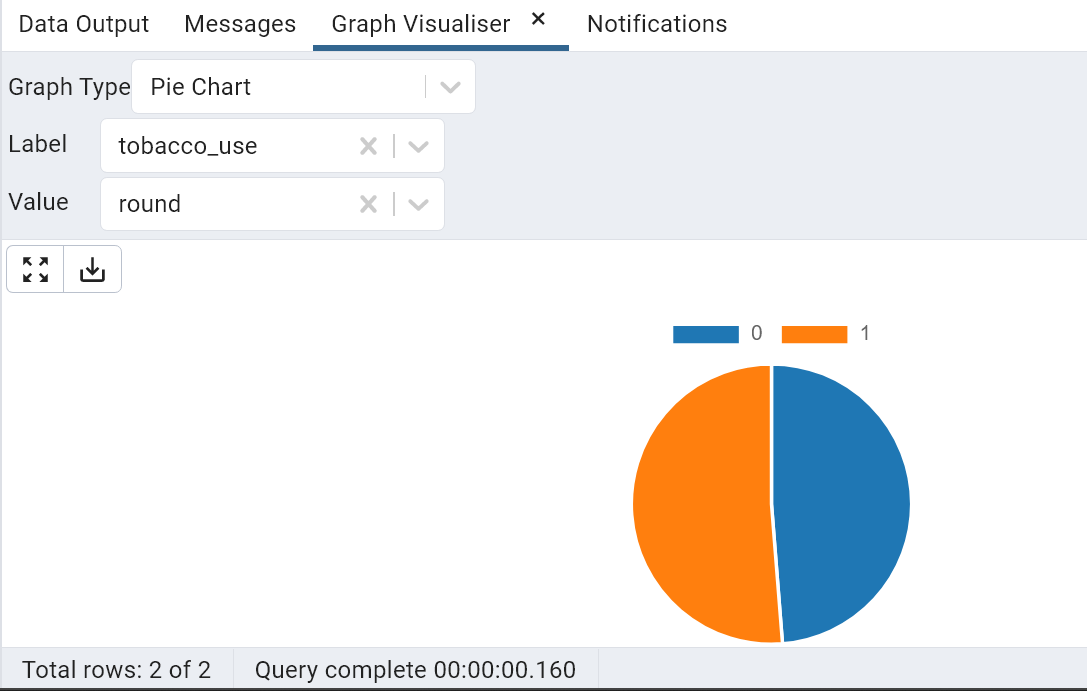 Data Output Messages Graph Visualiser Notifications
Graph Type Pie Chart
Label tobacco_use
Value round
0 1
Total rows: 2 of 2 Query complete 00:00:00.160